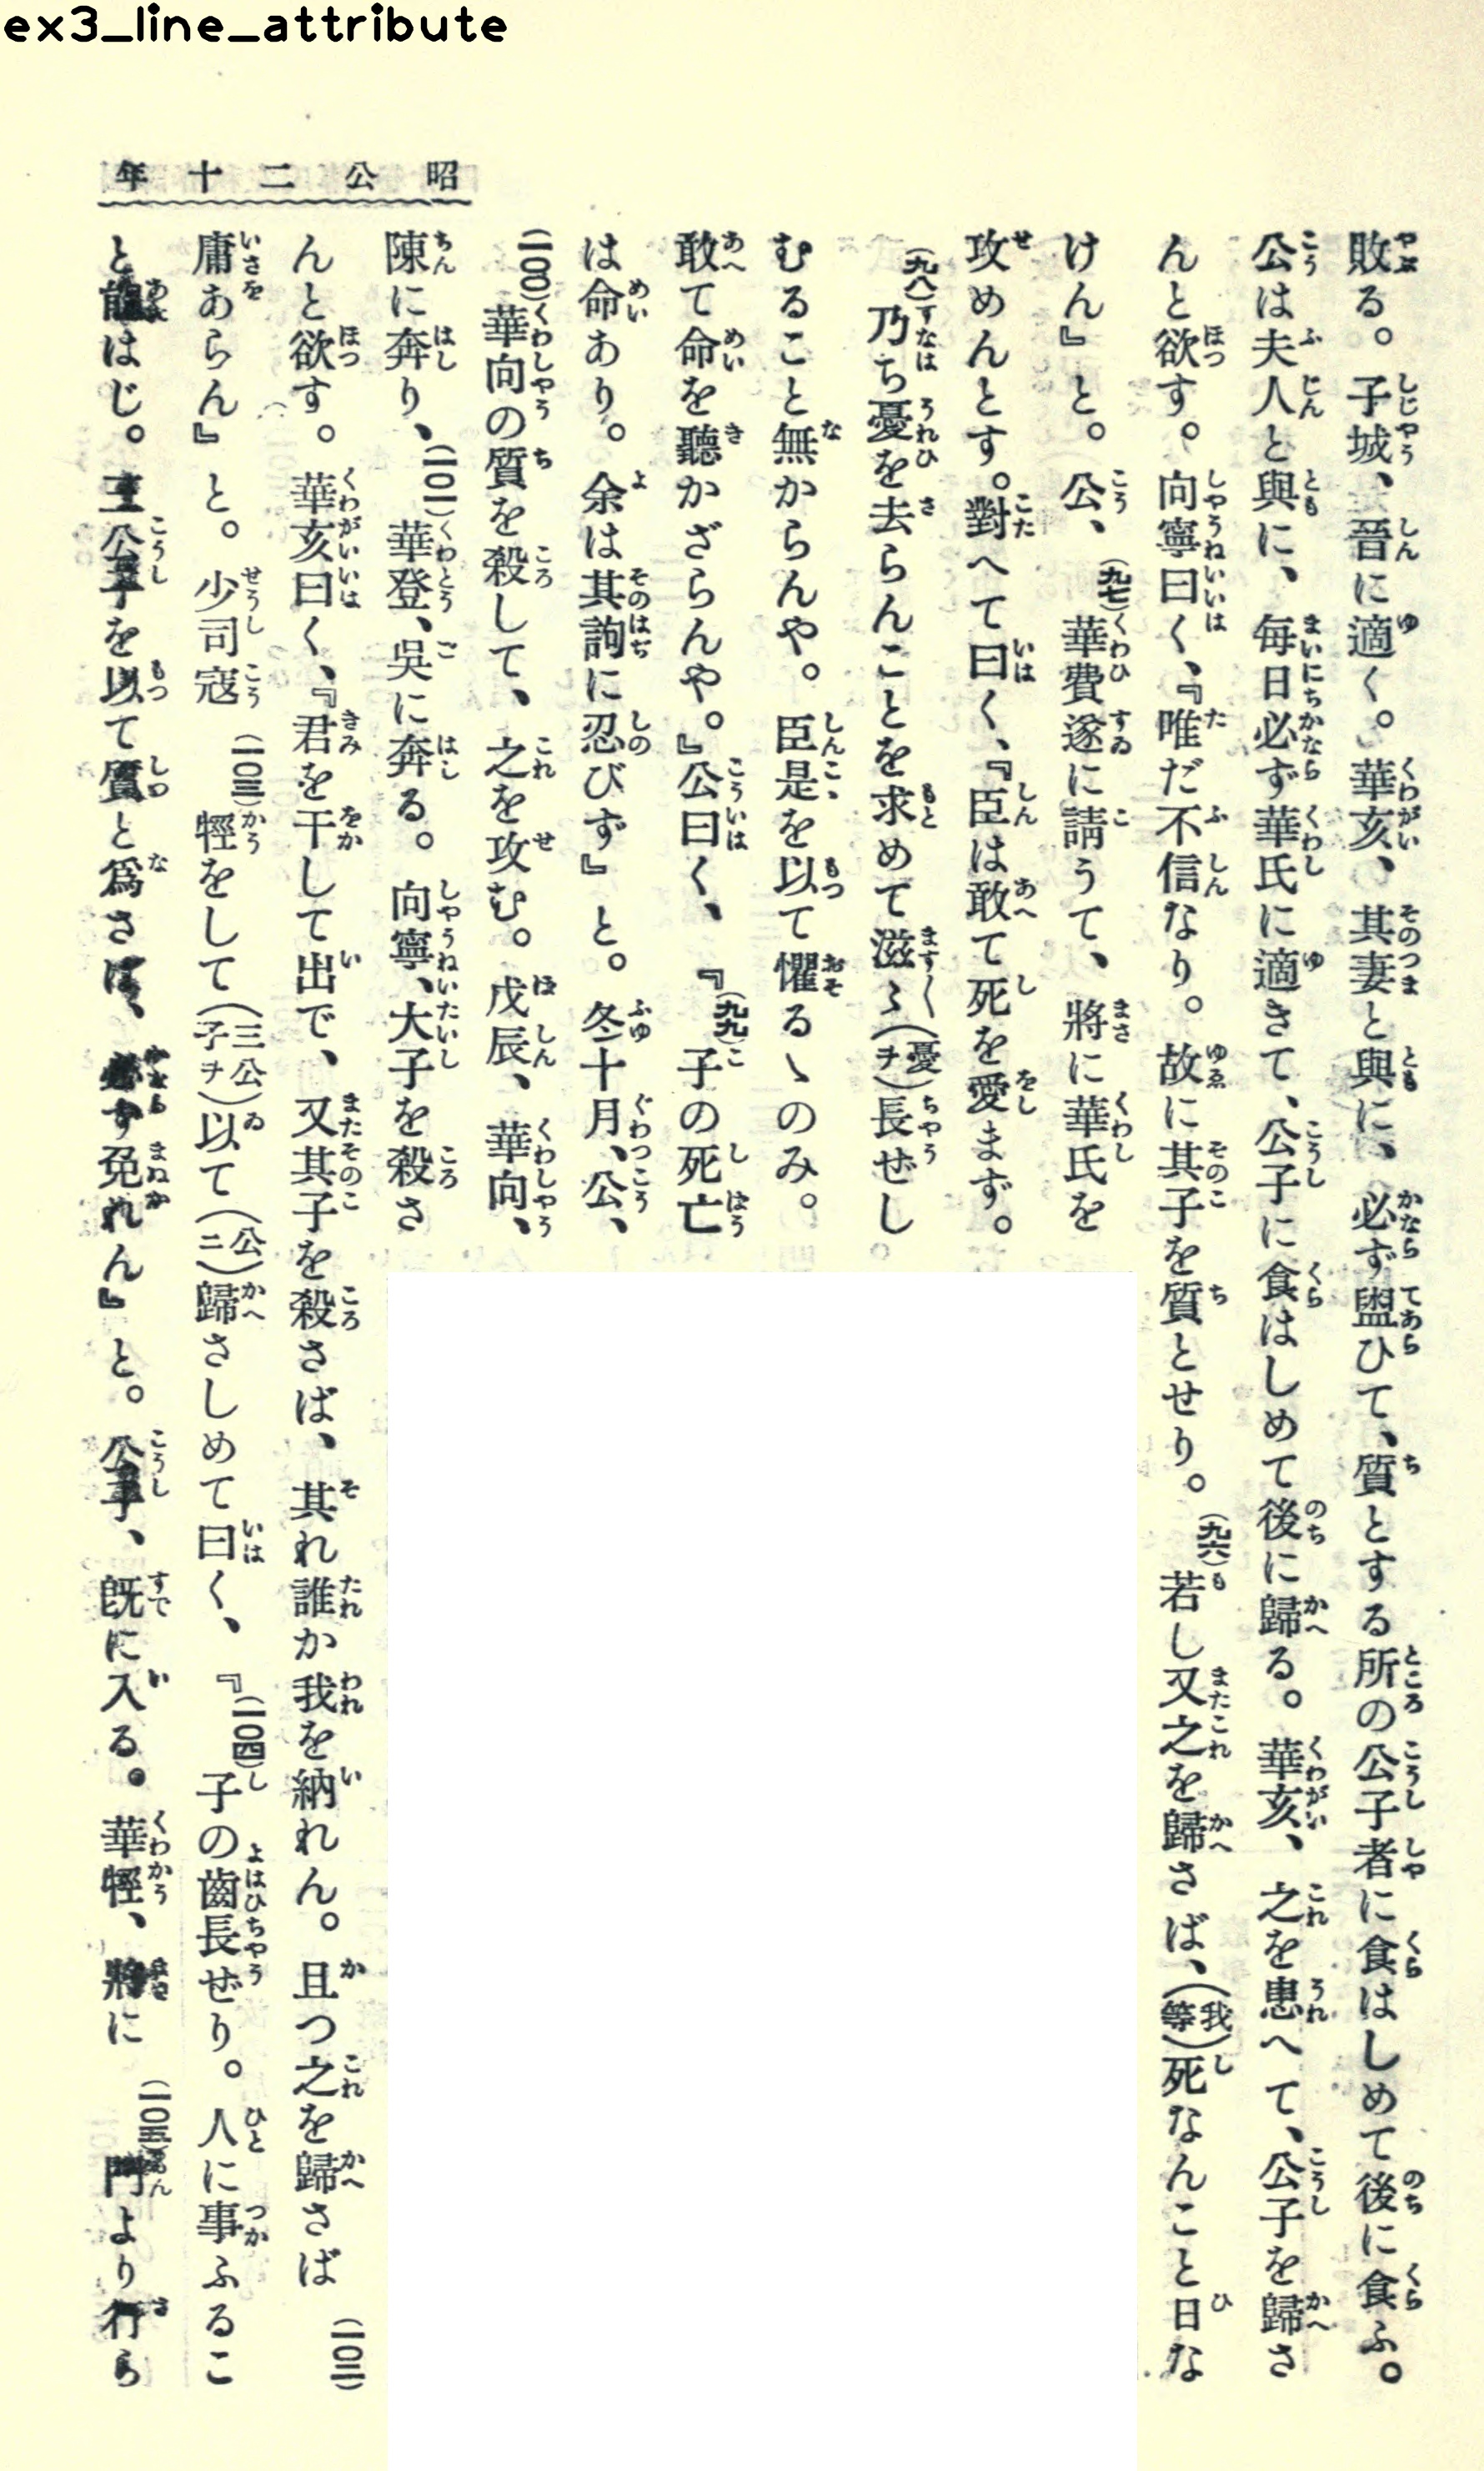 ex3_line_attribute
昭公二十年
敗る。子城、晉に適く。華亥、其妻と與に、必ず盥ひて、質とする所の公子者に食はしめて後に食ふ。
公は夫人と與に、毎日必ず華氏に適きて、公子に食はしめて後に歸る。華亥、之を患へて、公子を歸さ
んと欲す。向寧曰く、『唯だ不信なり。故に其子を質とせり。(九六)若し又之を歸さば、(我等)死なんこと日な
けん』と。公、(九七)華費遂に請うて、將に華氏を
攻めんとす。對へて曰く、『臣は敢て死を愛まず。
(九八)乃ち憂を去らんことを求めて滋〻(憂ヲ)長ぜし
むること無からんや。臣是を以て懼るゝのみ。
敢て命を聽かざらんや。』公曰く、『(九九)子の死亡
は命あり。余は其訽に忍びず』と。冬十月、公、
(一〇〇)華向の質を殺して、之を攻む。戊辰、華向、
陳に奔り、(一〇一)華登、吳に奔る。向寧、大子を殺さ
んと欲す。華亥曰く、『君を干して出で、又其子を殺さば、其れ誰か我を納れん。且つ之を歸さば(一〇二)
庸あらん』と。少司寇(一〇三)牼をして(三公子ヲ)以て(公ニ)歸さしめて曰く、『(一〇四)子の齒長ぜり。人に事ふるこ
とはじ。三公子を以て質と爲さば、必ず免れん』と。公子、既に入る。華牼、將に(一〇五)門より行ら